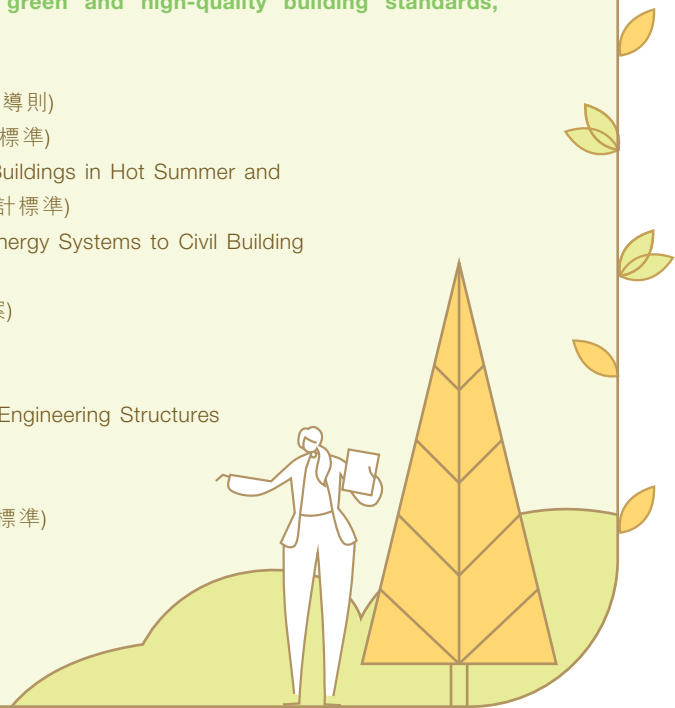 green and high-quality building standards,
導則)
標準)
Buildings in Hot Summer and
計標準)
nergy Systems to Civil Building
案)
Engineering Structures
標準)